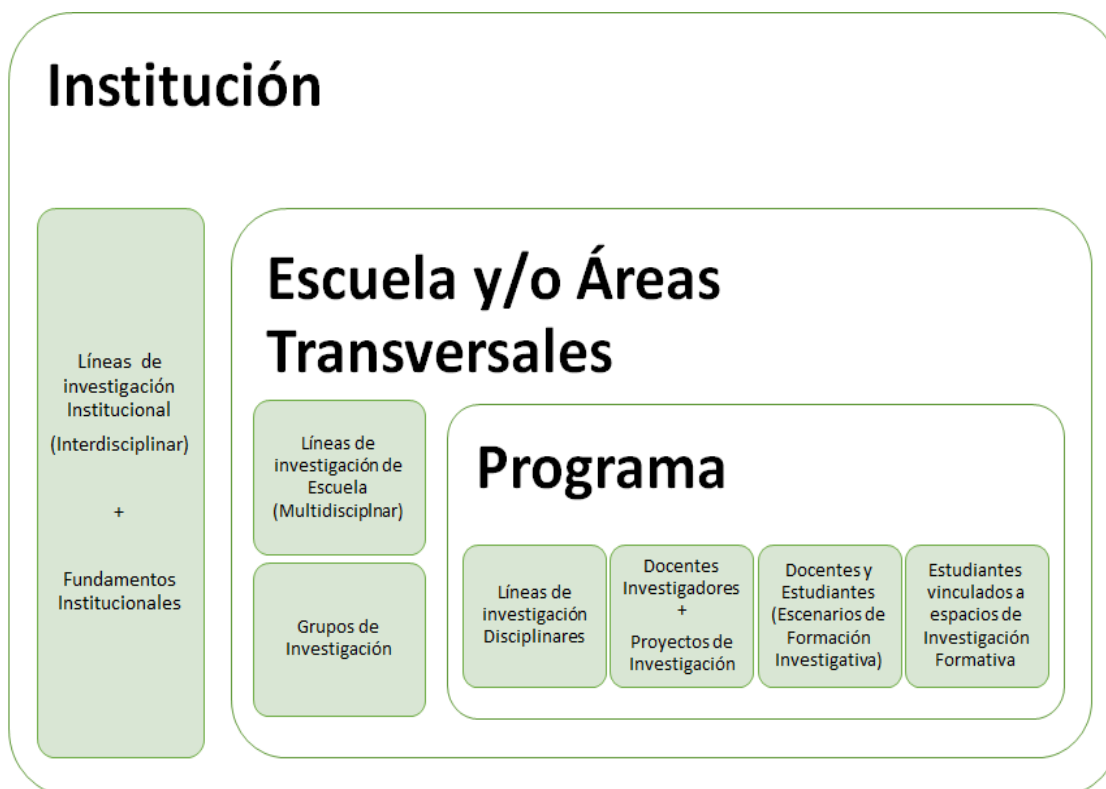 Institución
Líneas de
investigación
Institucional
(Interdisciplinar)
+
Fundamentos
Institucionales
Escuela y/o Áreas
Transversales
Líneas de
investigación de
Escuela
(Multidisciplnar)
Grupos de
Investigación
Programa
Líneas de
investigación
Disciplinares
Docentes
Investigadores
+
Proyectos de
Investigación
Docentes y
Estudiantes
(Escenarios de
Formación
Investigativa)
Estudiantes
vinculados a
espacios de
Investigación
Formativa